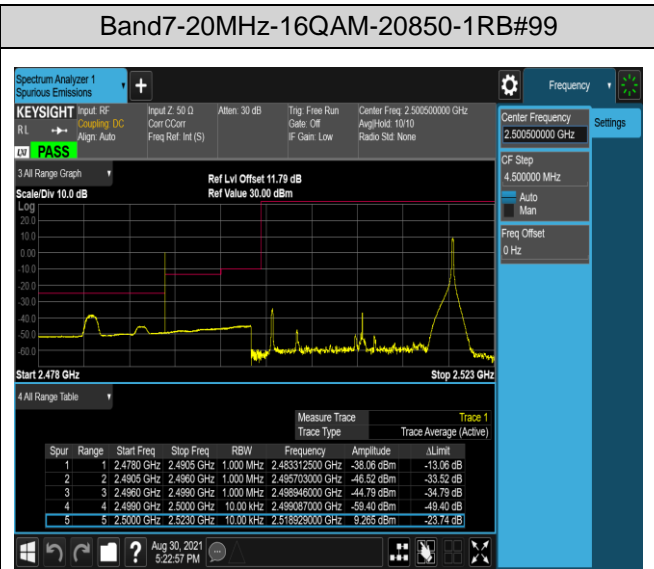 Band7-20MHz-16QAM-20850-1RB#99
Spectrum Analyzer 1
Spurious Emissions
+
Frequency
KEYSIGHT
RL
LXI
PASS
Input: RF
Coupling: DC
Align: Auto
Input Z: 50 Ω
Corr CCorr
Freq Ref: Int (S)
Atten: 30 dB
Trig: Free Run
Gate: Off
IF Gain: Low
Center Freq: 2.500500000 GHz
Avg|Hold: 10/10
Radio Std: None
Center Frequency
2.500500000 GHz
Settings
CF Step
4.500000 MHz
Auto
Man
Freq Offset
0 Hz
3 All Range Graph
Scale/Div 10.0 dB
Ref Lvl Offset 11.79 dB
Ref Value 30.00 dBm
Log
20.0
10.0
0.00
-10.0
-20.0
-30.0
-40.0
-50.0
-60.0
Start 2.478 GHz
Stop 2.523 GHz
4 All Range Table
Measure Trace Trace 1
Trace Type Trace Average (Active)
Spur Range Start Freq Stop Freq RBW Frequency Amplitude ΔLimit
1 1 2.4780 GHz 2.4905 GHz 1.000 MHz 2.483312500 GHz -38.06 dBm -13.06 dB
2 2 2.4905 GHz 2.4960 GHz 1.000 MHz 2.495703000 GHz -46.52 dBm -33.52 dB
3 3 2.4960 GHz 2.4990 GHz 1.000 MHz 2.498946000 GHz -44.79 dBm -34.79 dB
4 4 2.4990 GHz 2.5000 GHz 10.00 kHz 2.499087000 GHz -59.40 dBm -49.40 dB
5 5 2.5000 GHz 2.5230 GHz 10.00 kHz 2.518929000 GHz 9.265 dBm -23.74 dB
?
Aug 30, 2021
5:22:57 PM